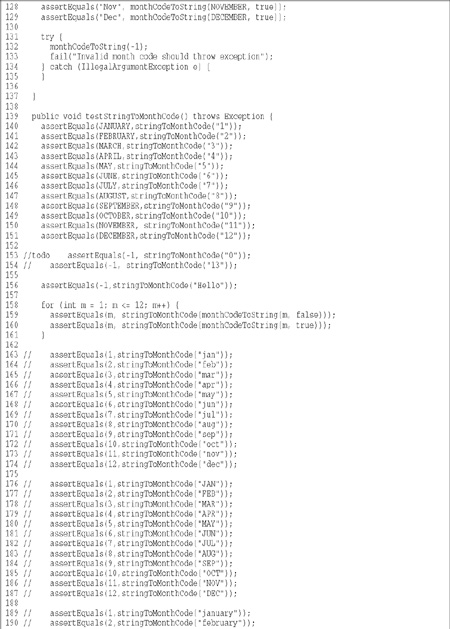 128     assertEquals("Nov", monthCodeToString(NOVEMBER, true));
129     assertEquals("Dec", monthCodeToString(DECEMBER, true));
130
131     try {
132       monthCodeToString(-1);
133       fail("Invalid month code should throw exception");
134     } catch (IllegalArgumentException e) {
135     }
136
137   }
138
139   public void testStringToMonthCode() throws Exception {
140     assertEquals(JANUARY,stringToMonthCode("1"));
141     assertEquals(FEBRUARY,stringToMonthCode("2"));
142     assertEquals(MARCH,stringToMonthCode("3"));
143     assertEquals(APRIL,stringToMonthCode("4"));
144     assertEquals(MAY,stringToMonthCode("5"));
145     assertEquals(JUNE,stringToMonthCode("6"));
146     assertEquals(JULY,stringToMonthCode("7"));
147     assertEquals(AUGUST,stringToMonthCode("8"));
148     assertEquals(SEPTEMBER,stringToMonthCode("9"));
149     assertEquals(OCTOBER,stringToMonthCode("10"));
150     assertEquals(NOVEMBER, stringToMonthCode("11"));
151     assertEquals(DECEMBER,stringToMonthCode("12"));
152
153 //todo    assertEquals(-1, stringToMonthCode("0"));
154 //     assertEquals(-1, stringToMonthCode("13"));
155
156     assertEquals(-1,stringToMonthCode("Hello"));
157
158     for (int m = 1; m <= 12; m++) {
159       assertEquals(m, stringToMonthCode(monthCodeToString(m, false)));
160       assertEquals(m, stringToMonthCode(monthCodeToString(m, true)));
161     }
162
163 //     assertEquals(1,stringToMonthCode("jan"));
164 //     assertEquals(2,stringToMonthCode("feb"));
165 //     assertEquals(3,stringToMonthCode("mar"));
166 //     assertEquals(4,stringToMonthCode("apr"));
167 //     assertEquals(5,stringToMonthCode("may"));
168 //     assertEquals(6,stringToMonthCode("jun"));
169 //     assertEquals(7,stringToMonthCode("jul"));
170 //     assertEquals(8,stringToMonthCode("aug"));
171 //     assertEquals(9,stringToMonthCode("sep"));
172 //     assertEquals(10,stringToMonthCode("oct"));
173 //     assertEquals(11,stringToMonthCode("nov"));
174 //     assertEquals(12,stringToMonthCode("dec"));
175
176 //     assertEquals(1,stringToMonthCode("JAN"));
177 //     assertEquals(2,stringToMonthCode("FEB"));
178 //     assertEquals(3,stringToMonthCode("MAR"));
179 //     assertEquals(4,stringToMonthCode("APR"));
180 //     assertEquals(5,stringToMonthCode("MAY"));
181 //     assertEquals(6,stringToMonthCode("JUN"));
182 //     assertEquals(7,stringToMonthCode("JUL"));
183 //     assertEquals(8,stringToMonthCode("AUG"));
184 //     assertEquals(9,stringToMonthCode("SEP"));
185 //     assertEquals(10,stringToMonthCode("OCT"));
186 //     assertEquals(11,stringToMonthCode("NOV"));
187 //     assertEquals(12,stringToMonthCode("DEC"));
188
189 //     assertEquals(1,stringToMonthCode("january"));
190 //     assertEquals(2,stringToMonthCode("february"));